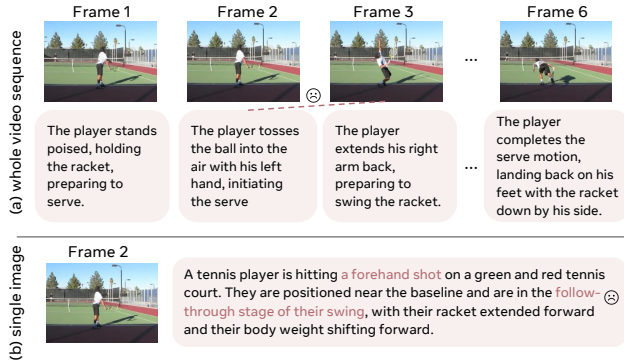 Frame 1
Frame 2
Frame 3
Frame 6
...
(a) whole video sequence
The player stands
poised, holding
the racket,
preparing to
serve.
The player tosses
the ball into the
air with his left
hand, initiating
the serve
The player
extends his right
arm back,
preparing to
swing the racket.
...
The player
completes the
serve motion,
landing back on his
feet with the racket
down by his side.
(b) single image
Frame 2
A tennis player is hitting a forehand shot on a green and red tennis
court. They are positioned near the baseline and are in the follow-
through stage of their swing, with their racket extended forward
and their body weight shifting forward.